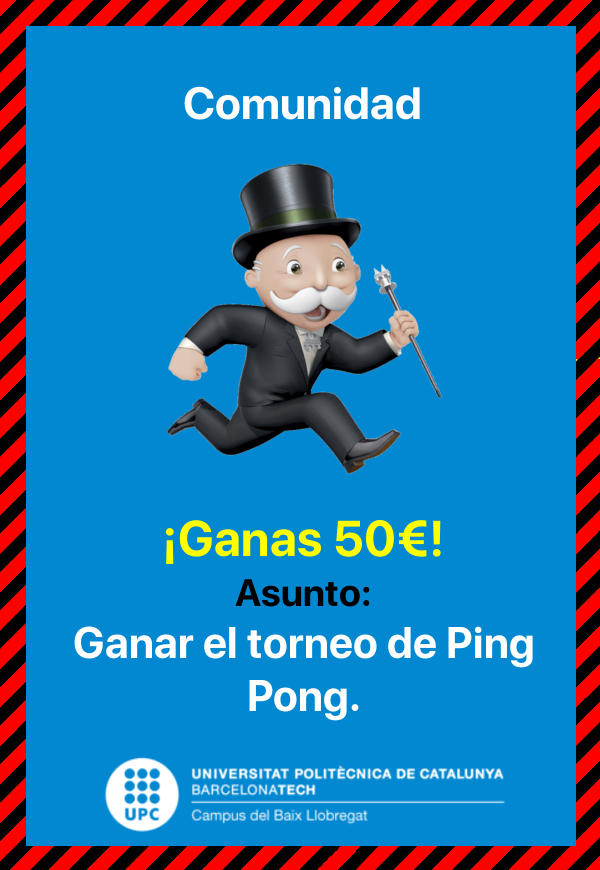 Comunidad
¡Ganas 50€!
Asunto:
Ganar el torneo de Ping
Pong.
UPC
UNIVERSITAT POLITÈCNICA DE CATALUNYA
BARCELONATECH
Campus del Baix Llobregat